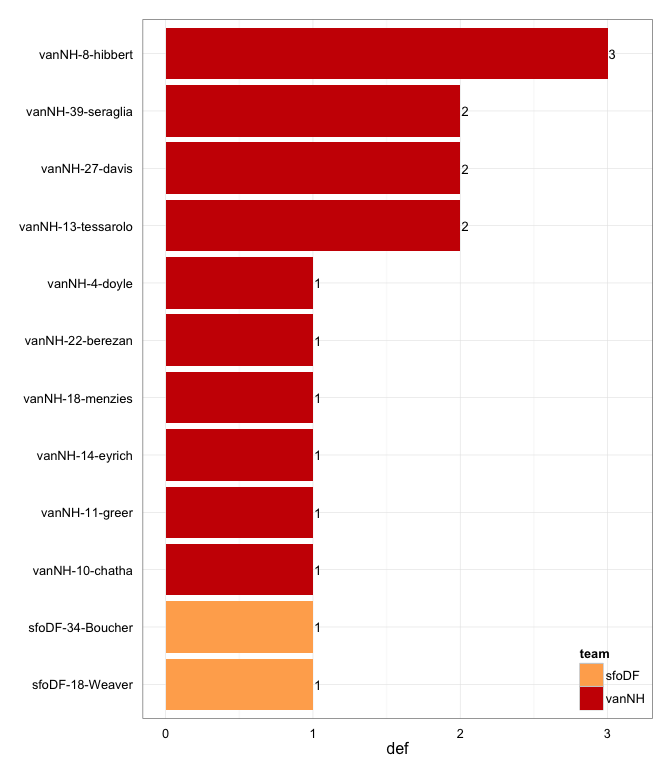 vanNH-8-hibbert 3
vanNH-39-seraglia 2
vanNH-27-davis 2
vanNH-13-tessarolo 2
vanNH-4-doyle 1
vanNH-22-berezan 1
vanNH-18-menzies 1
vanNH-14-eyrich 1
vanNH-11-greer 1
vanNH-10-chatha 1
sfoDF-34-Boucher 1
sfoDF-18-Weaver 1
team
sfoDF
vanNH
0 1 2 3
def